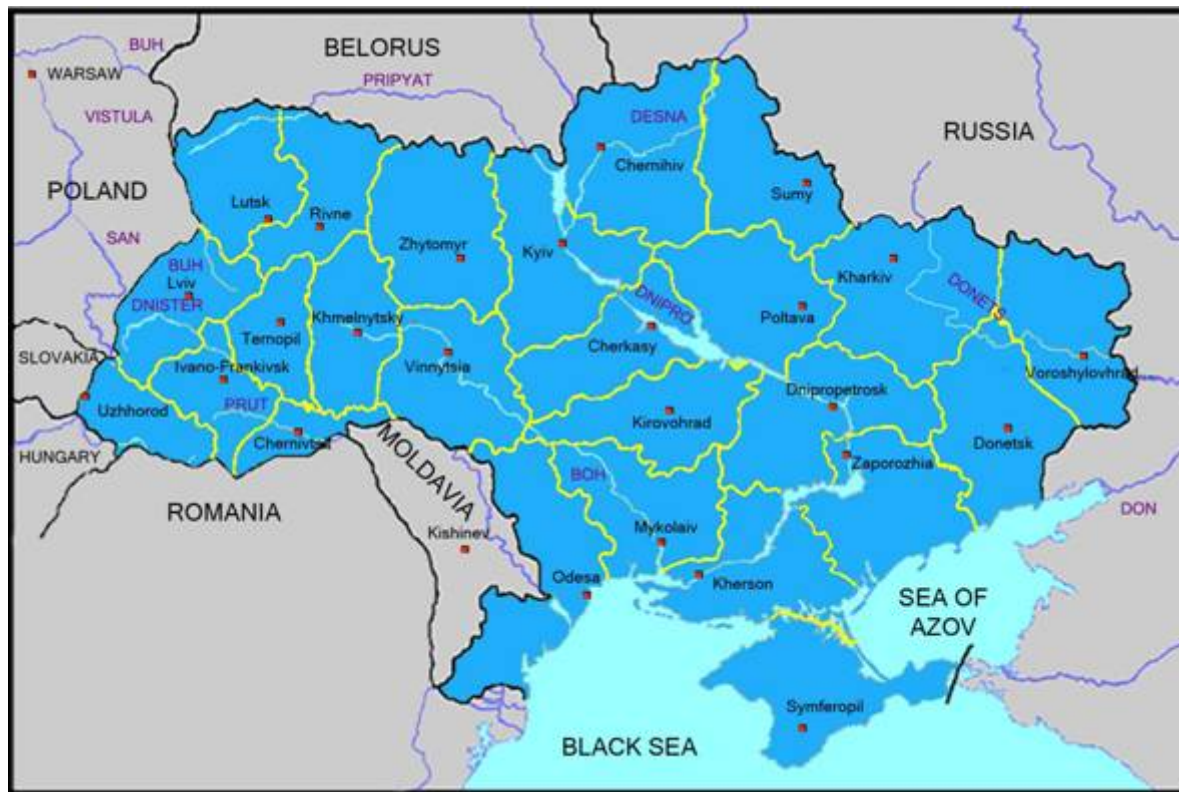 BUH
BELORUS
WARSAW
PRIPYAT
VISTULA
DESNA
RUSSIA
Chernihiv
POLAND
Sumy
Lutsk
Rivne
SAN
Zhytomyr
Kyiv
BUH
Kharkiv
Lviv
DNISTER
DNIPRO
DONETS
Khmelnytsky
Poltava
Ternopil
Cherkasy
SLOVAKIA
Ivano-Frankivsk
Vinnytsia
Voroshylovhrad
Dnipropetrosk
PRUT
Uzhhorod
Kirovohrad
Chernivtsi
Donetsk
HUNGARY
MOLDAVIA
Zaporozhia
BOH
ROMANIA
DON
Mykolaiv
Kishinev
Odesa
Kherson
SEA OF
AZOV
Symferopil
BLACK SEA